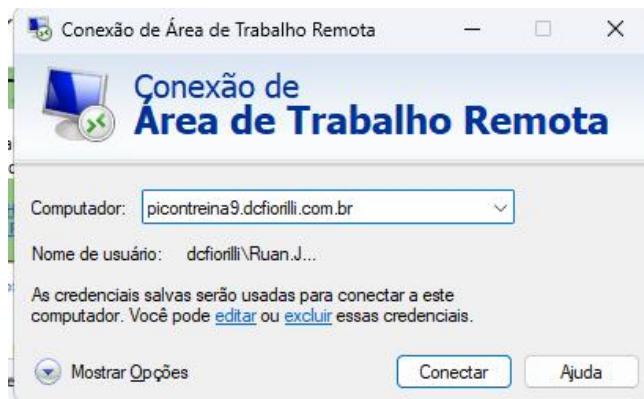 Conexão de Área de Trabalho Remota
Conexão de
Área de Trabalho Remota
Computador: picontreina9.dcfiorilli.com.br
Nome de usuário: dcfiorilli\Ruan.J...
As credenciais salvas serão usadas para conectar a este
computador. Você pode editar ou excluir essas credenciais.
Mostrar Opções Conectar Ajuda